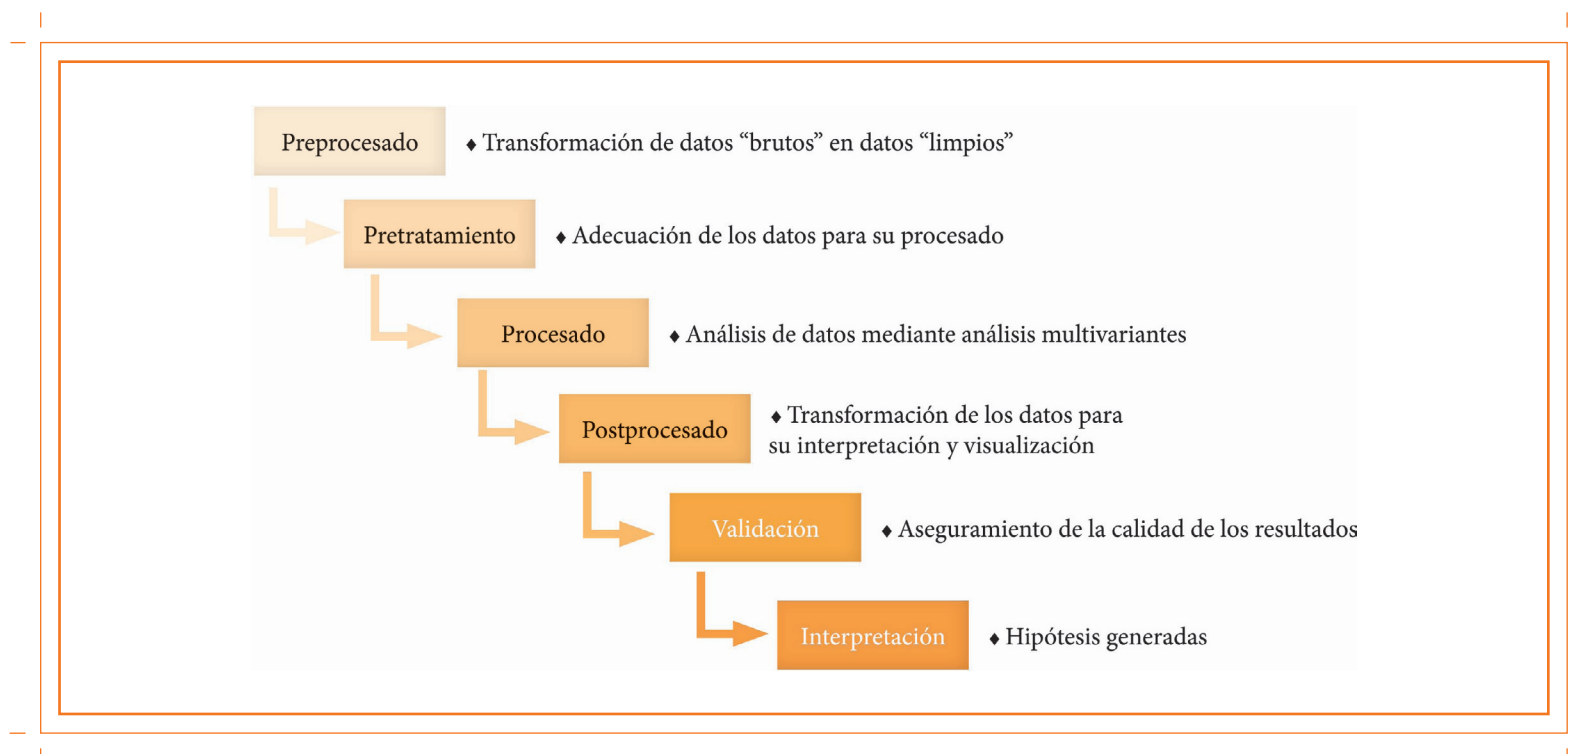 Preprocesado
♦ Transformación de datos “brutos” en datos “limpios”
Pretratamiento
♦ Adecuación de los datos para su procesado
Procesado
♦ Análisis de datos mediante análisis multivariantes
Postprocesado
♦ Transformación de los datos para
su interpretación y visualización
Validación
♦ Aseguramiento de la calidad de los resultados
Interpretación
♦ Hipótesis generadas